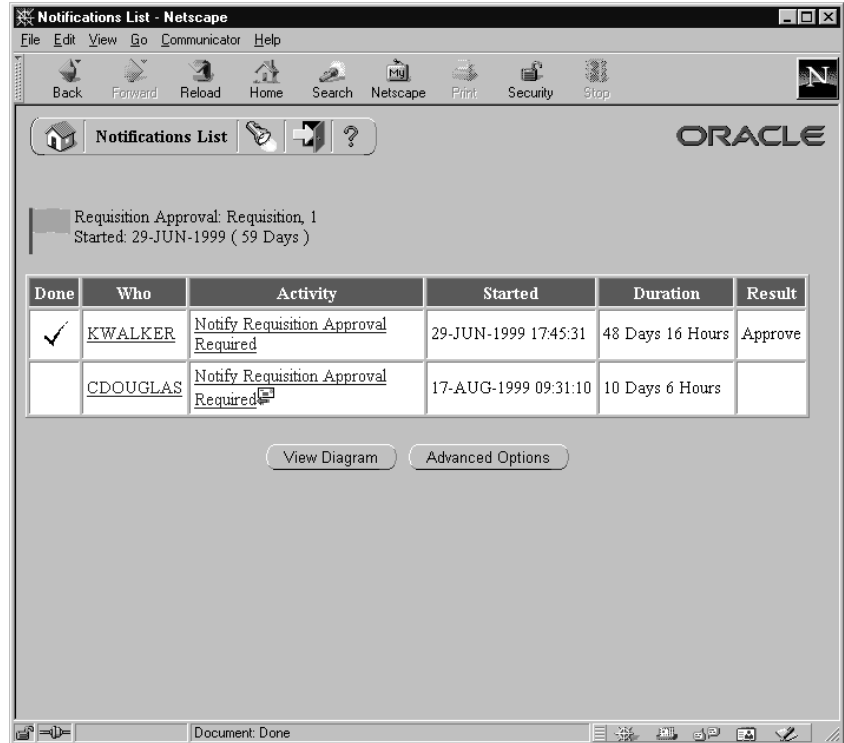 Notifications List - Netscape
File Edit View Go Communicator Help
Back Forward Reload Home Search Netscape Print Security Stop
My
N
Notifications List ?
ORACLE
Requisition Approval: Requisition, 1
Started: 29-JUN-1999 ( 59 Days )
Done Who Activity Started Duration Result
KWALKER Notify Requisition Approval Required 29-JUN-1999 17:45:31 48 Days 16 Hours Approve
CDOUGLAS Notify Requisition Approval Required 17-AUG-1999 09:31:10 10 Days 6 Hours
View Diagram Advanced Options
Document: Done